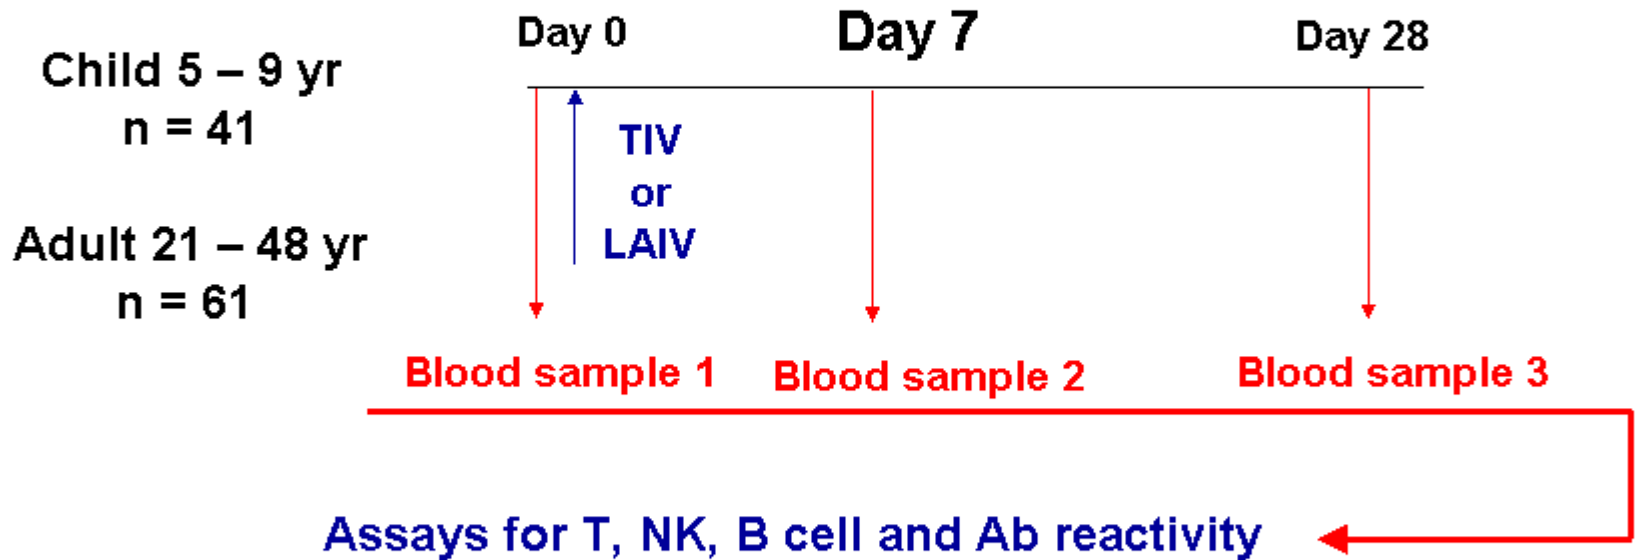 Child 5 – 9 yr
n = 41
Adult 21 – 48 yr
n = 61
Day 0
Day 7
Day 28
TIV
or
LAIV
Blood sample 1
Blood sample 2
Blood sample 3
Assays for T, NK, B cell and Ab reactivity